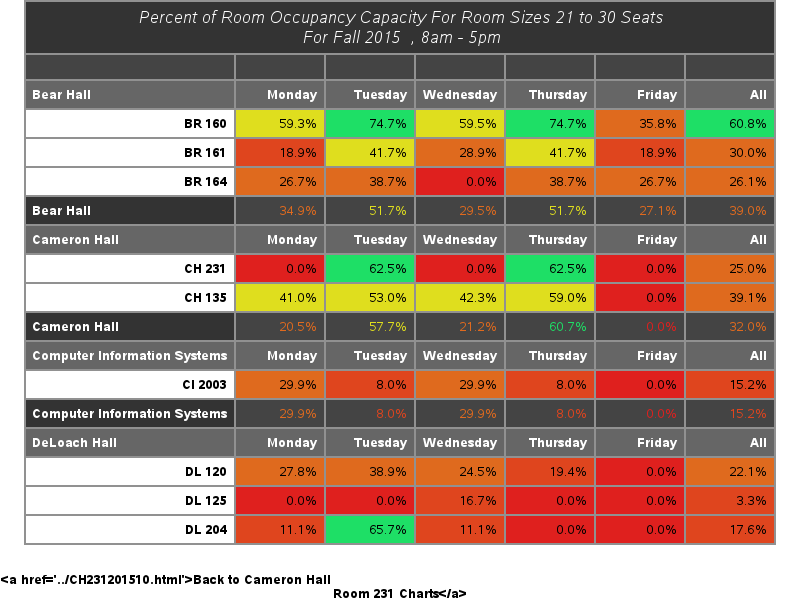 Percent of Room Occupancy Capacity For Room Sizes 21 to 30 Seats
For Fall 2015 , 8am - 5pm
Bear Hall Monday Tuesday Wednesday Thursday Friday All
BR 160 59.3% 74.7% 59.5% 74.7% 35.8% 60.8%
BR 161 18.9% 41.7% 28.9% 41.7% 18.9% 30.0%
BR 164 26.7% 38.7% 0.0% 38.7% 26.7% 26.1%
Bear Hall 34.9% 51.7% 29.5% 51.7% 27.1% 39.0%
Cameron Hall Monday Tuesday Wednesday Thursday Friday All
CH 231 0.0% 62.5% 0.0% 62.5% 0.0% 25.0%
CH 135 41.0% 53.0% 42.3% 59.0% 0.0% 39.1%
Cameron Hall 20.5% 57.7% 21.2% 60.7% 0.0% 32.0%
Computer Information Systems Monday Tuesday Wednesday Thursday Friday All
CI 2003 29.9% 8.0% 29.9% 8.0% 0.0% 15.2%
Computer Information Systems 29.9% 8.0% 29.9% 8.0% 0.0% 15.2%
DeLoach Hall Monday Tuesday Wednesday Thursday Friday All
DL 120 27.8% 38.9% 24.5% 19.4% 0.0% 22.1%
DL 125 0.0% 0.0% 16.7% 0.0% 0.0% 3.3%
DL 204 11.1% 65.7% 11.1% 0.0% 0.0% 17.6%
<a href='../CH231201510.html'>Back to Cameron Hall
Room 231 Charts</a>